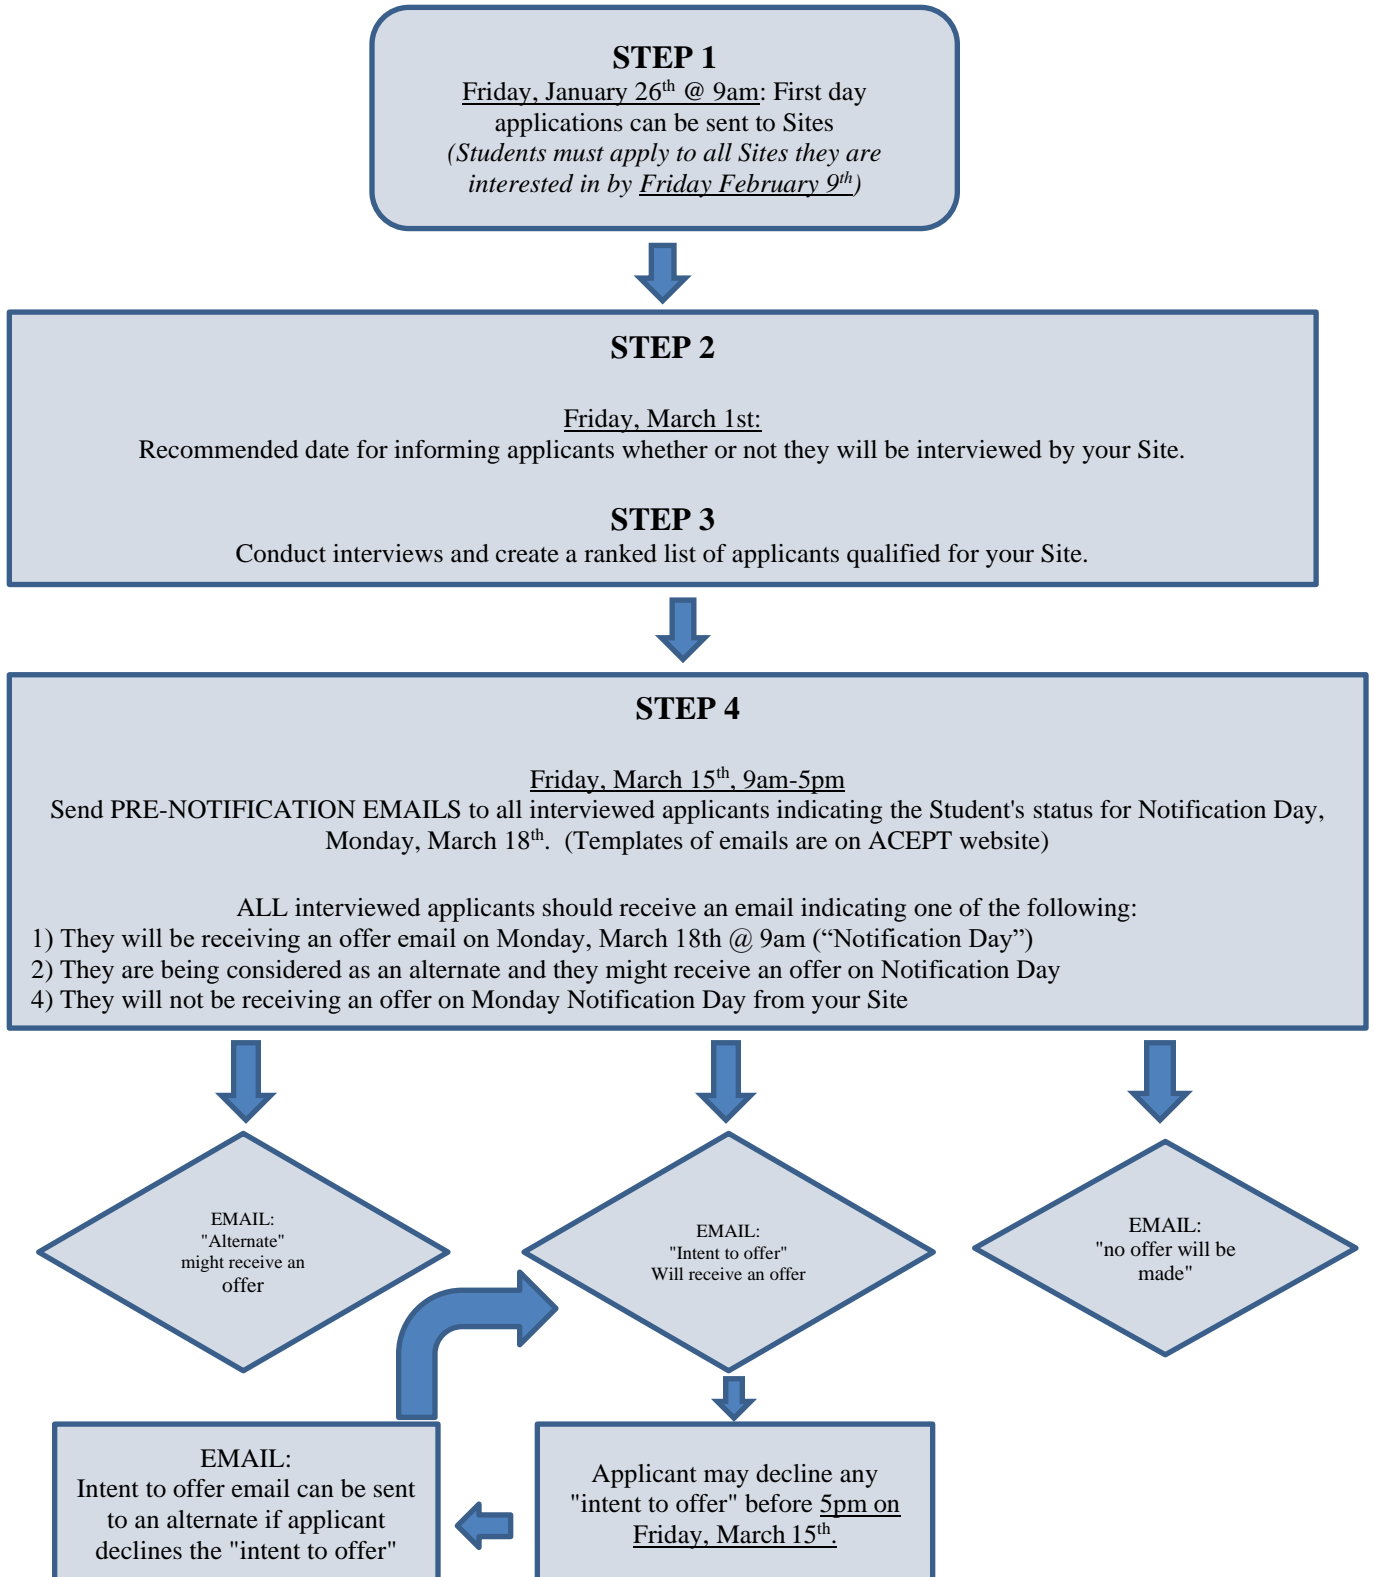 STEP 1
Friday, January 26th @ 9am: First day
applications can be sent to Sites
(Students must apply to all Sites they are
interested in by Friday February 9th)
STEP 2
Friday, March 1st:
Recommended date for informing applicants whether or not they will be interviewed by your Site.
STEP 3
Conduct interviews and create a ranked list of applicants qualified for your Site.
STEP 4
Friday, March 15th, 9am-5pm
Send PRE-NOTIFICATION EMAILS to all interviewed applicants indicating the Student's status for Notification Day,
Monday, March 18th.  (Templates of emails are on ACEPT website)
ALL interviewed applicants should receive an email indicating one of the following:
1) They will be receiving an offer email on Monday, March 18th @ 9am (“Notification Day”)
2) They are being considered as an alternate and they might receive an offer on Notification Day
4) They will not be receiving an offer on Monday Notification Day from your Site
EMAIL:
"Alternate"
might receive an
offer
EMAIL:
"Intent to offer"
Will receive an offer
EMAIL:
"no offer will be
made"
EMAIL:
Intent to offer email can be sent
to an alternate if applicant
declines the "intent to offer"
Applicant may decline any
"intent to offer" before 5pm on
Friday, March 15th.